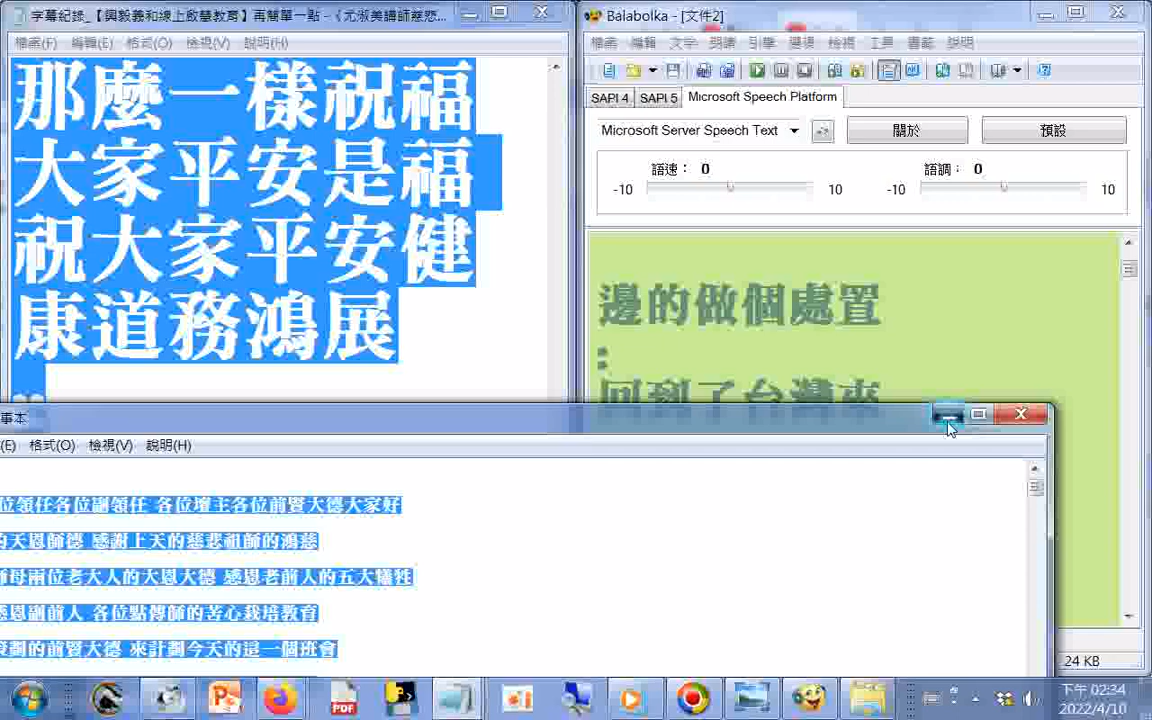 字幕紀錄_【興毅義和線上啟慧教育】再簡單一點 - 《尤淑美講師慈悲...
檔案(F) 編輯(E) 格式(O) 檢視(V) 說明(H)
那麼一樣祝福
大家平安是福
祝大家平安健
康道務鴻展
Balabolka - [文件2]
檔案 編輯 文字 朗讀 引擎 選項 檢視 工具 書籤 說明
SAPI 4 SAPI 5 Microsoft Speech Platform
Microsoft Server Speech Text 關於 預設
語速： 0 語調： 0
-10 10 -10 10
邊的做個處置
:
回到了台灣來
事本
(E) 格式(O) 檢視(V) 說明(H)
位領任各位副領任 各位壇主各位前賢大德大家好
的天恩師德 感謝上天的慈悲祖師的鴻慈
師母兩位老大人的大恩大德 感恩老前人的五大犧牲
感恩副前人 各位點傳師的苦心栽培教育
發劃的前賢大德 來計劃今天的這一個班會
24 KB
PDF
下午 02:34
2022/4/10